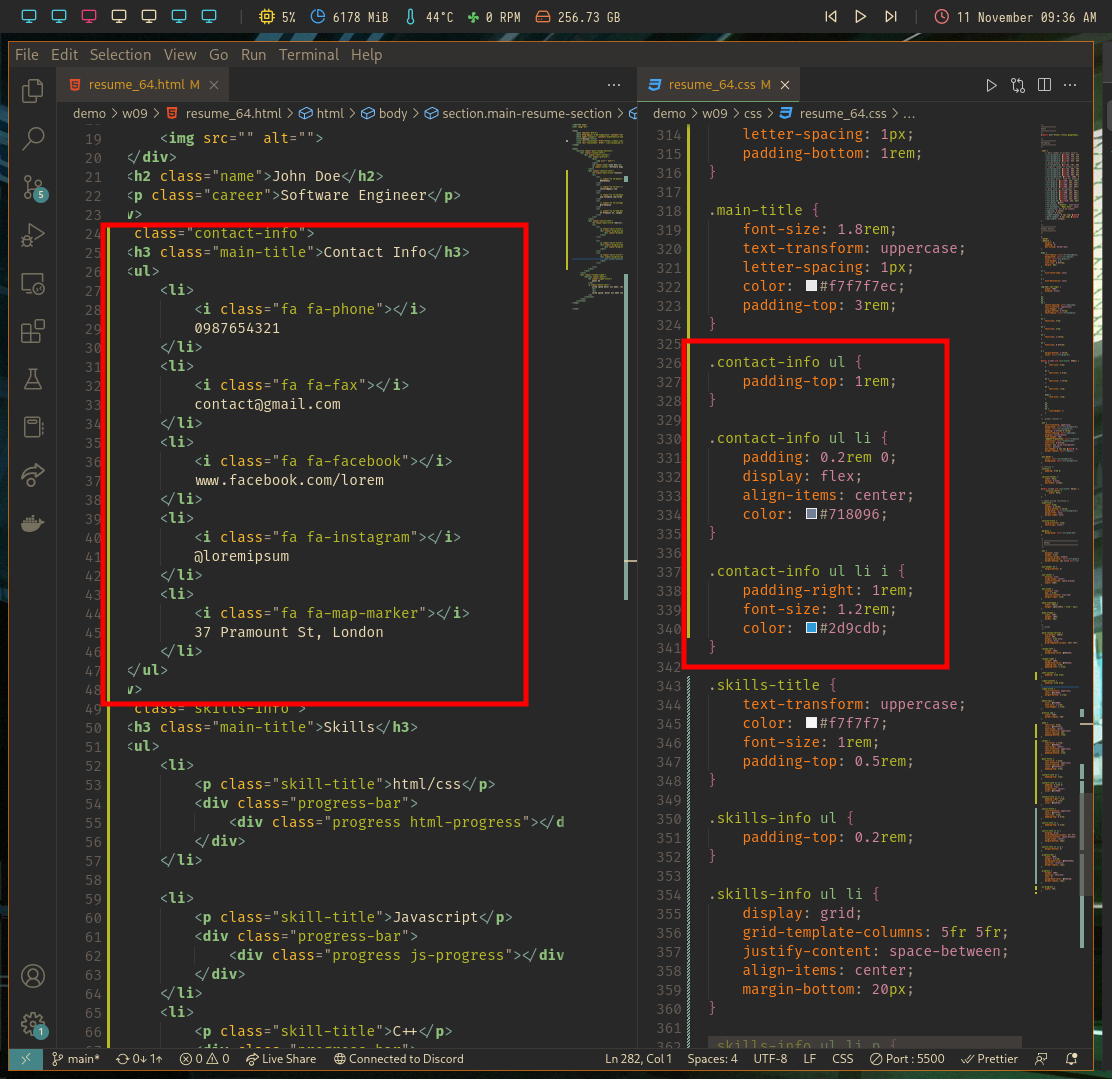 5% 6178 MiB 44°C 0 RPM 256.73 GB 11 November 09:36 AM
File Edit Selection View Go Run Terminal Help
resume_64.html M
demo > w09 > resume_64.html > html > body > section.main-resume-section >
19 <img src="" alt="">
20 </div>
21 <h2 class="name">John Doe</h2>
22 <p class="career">Software Engineer</p>
23 v>
24 class="contact-info">
25 <h3 class="main-title">Contact Info</h3>
26 <ul>
27 <li>
28 <i class="fa fa-phone"></i>
29 0987654321
30 </li>
31 <li>
32 <i class="fa fa-fax"></i>
33 contact@gmail.com
34 </li>
35 <li>
36 <i class="fa fa-facebook"></i>
37 www.facebook.com/lorem
38 </li>
39 <li>
40 <i class="fa fa-instagram"></i>
41 @loremipsum
42 </li>
43 <li>
44 <i class="fa fa-map-marker"></i>
45 37 Pramount St, London
46 </li>
47 </ul>
48 v>
49 class="skills-info">
50 <h3 class="main-title">Skills</h3>
51 <ul>
52 <li>
53 <p class="skill-title">html/css</p>
54 <div class="progress-bar">
55 <div class="progress html-progress"></d
56 </div>
57 </li>
58
59 <li>
60 <p class="skill-title">Javascript</p>
61 <div class="progress-bar">
62 <div class="progress js-progress"></div
63 </div>
64 </li>
65 <li>
66 <p class="skill-title">C++</p>
67 <div class="progress-bar">
resume_64.css M
demo > w09 > css > resume_64.css > ...
314 letter-spacing: 1px;
315 padding-bottom: 1rem;
316 }
317
318 .main-title {
319 font-size: 1.8rem;
320 text-transform: uppercase;
321 letter-spacing: 1px;
322 color: #f7f7f7ec;
323 padding-top: 3rem;
324 }
325
326 .contact-info ul {
327 padding-top: 1rem;
328 }
329
330 .contact-info ul li {
331 padding: 0.2rem 0;
332 display: flex;
333 align-items: center;
334 color: #718096;
335 }
336
337 .contact-info ul li i {
338 padding-right: 1rem;
339 font-size: 1.2rem;
340 color: #2d9cdb;
341 }
342
343 .skills-title {
344 text-transform: uppercase;
345 color: #f7f7f7;
346 font-size: 1rem;
347 padding-top: 0.5rem;
348 }
349
350 .skills-info ul {
351 padding-top: 0.2rem;
352 }
353
354 .skills-info ul li {
355 display: grid;
356 grid-template-columns: 5fr 5fr;
357 justify-content: space-between;
358 align-items: center;
359 margin-bottom: 20px;
360 }
361
362 .skills-info ul li p {
5
1
main* 0↓ 1↑ 0 0 Live Share Connected to Discord Ln 282, Col 1 Spaces: 4 UTF-8 LF CSS Port : 5500 Prettier